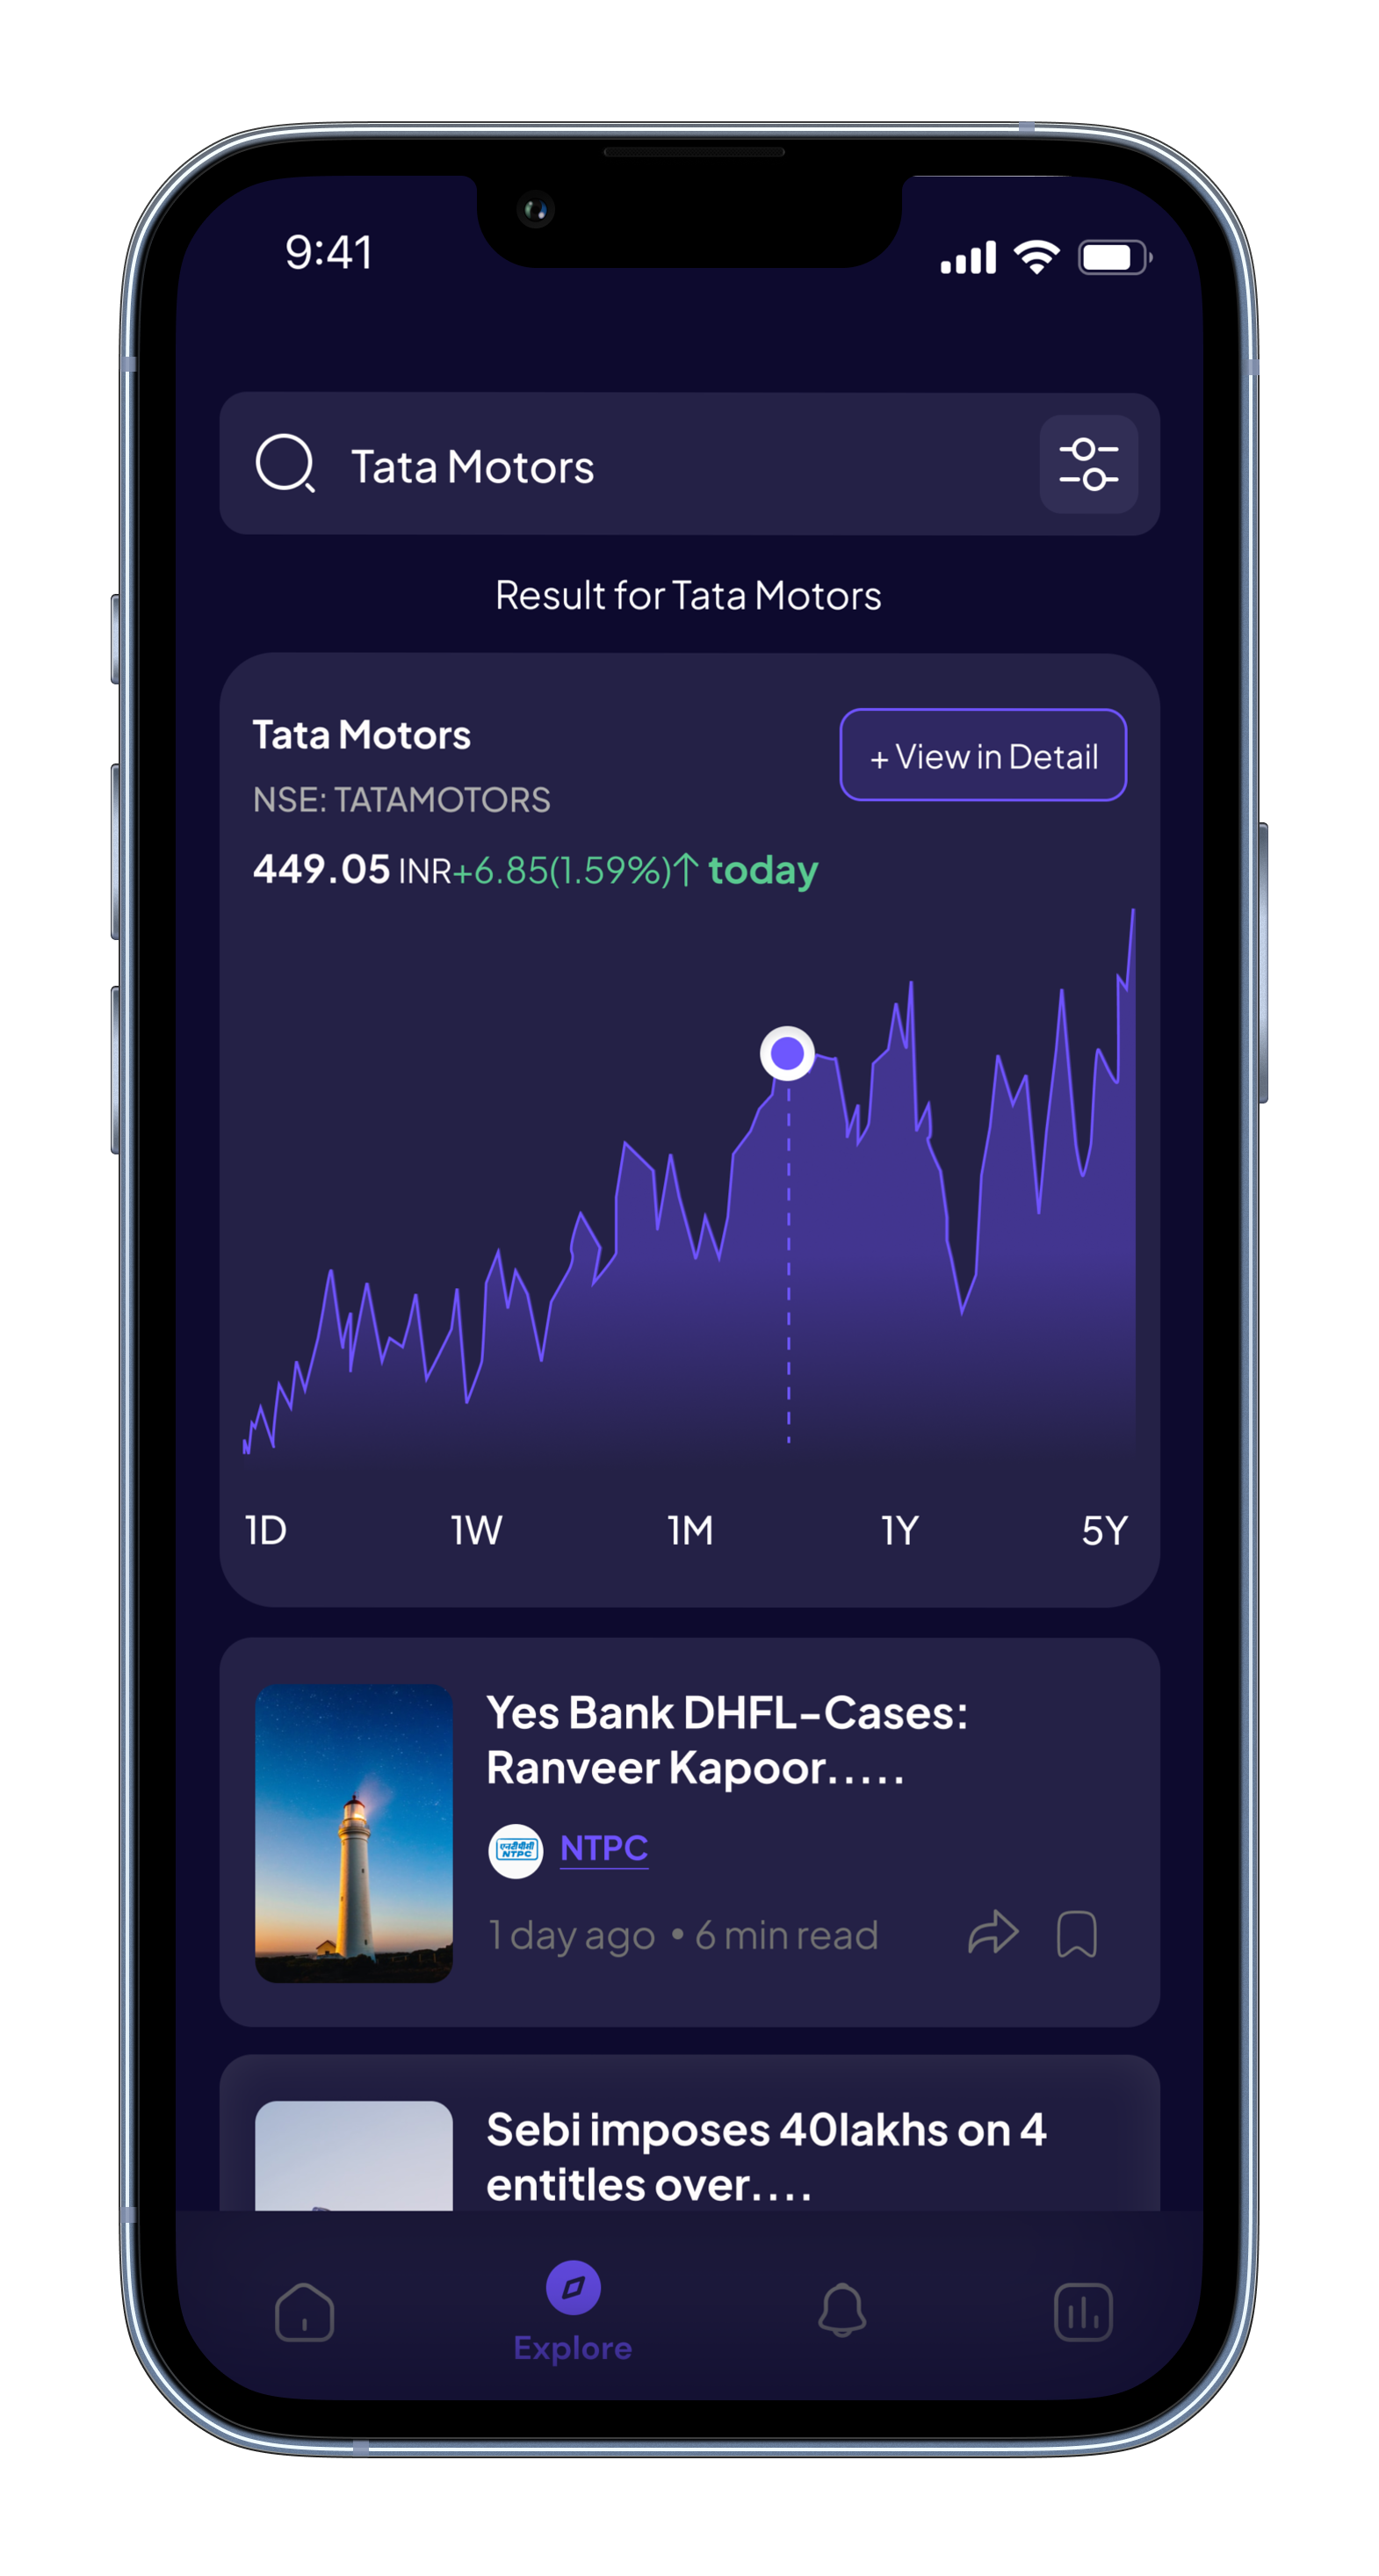 9:41
Tata Motors
Result for Tata Motors
Tata Motors
+ View in Detail
NSE: TATAMOTORS
449.05 INR+6.85(1.59%)↑ today
1D 1W 1M 1Y 5Y
Yes Bank DHFL-Cases:
Ranveer Kapoor.....
एनटीपीसी
NTPC
NTPC
1 day ago • 6 min read
Sebi imposes 40lakhs on 4
entitles over....
Explore